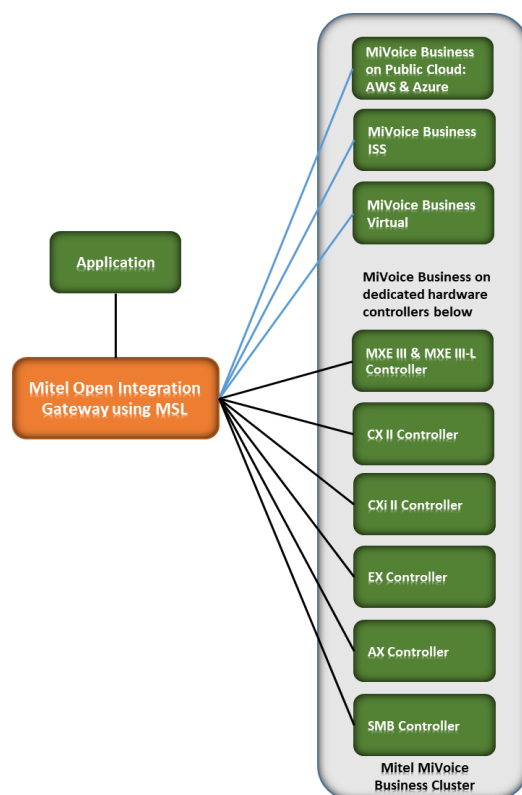 MiVoice Business
on Public Cloud:
AWS & Azure
MiVoice Business
ISS
MiVoice Business
Virtual
Application
MiVoice Business on
dedicated hardware
controllers below
Mitel Open Integration
Gateway using MSL
MXE III & MXE III-L
Controller
CX II Controller
CXi II Controller
EX Controller
AX Controller
SMB Controller
Mitel MiVoice
Business Cluster